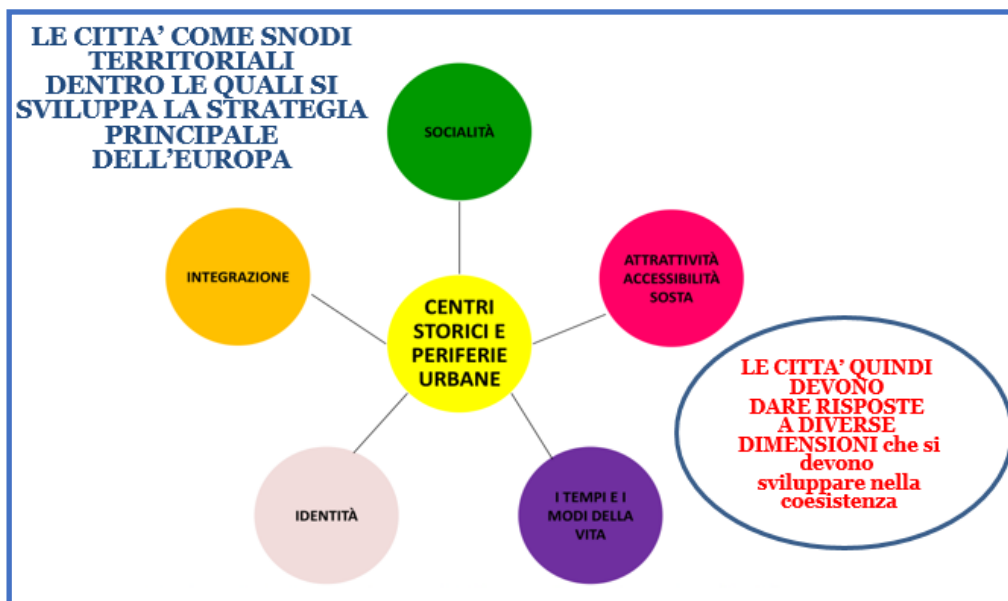 LE CITTA' COME SNODI
TERRITORIALI
DENTRO LE QUALI SI
SVILUPPA LA STRATEGIA
PRINCIPALE
DELL'EUROPA
SOCIALITÀ
INTEGRAZIONE
ATTRATTIVITÀ
ACCESSIBILITÀ
SOSTA
CENTRI
STORICI E
PERIFERIE
URBANE
LE CITTA' QUINDI
DEVONO
DARE RISPOSTE
A DIVERSE
DIMENSIONI che si
devono
sviluppare nella
coesistenza
IDENTITÀ
I TEMPI E I
MODI DELLA
VITA